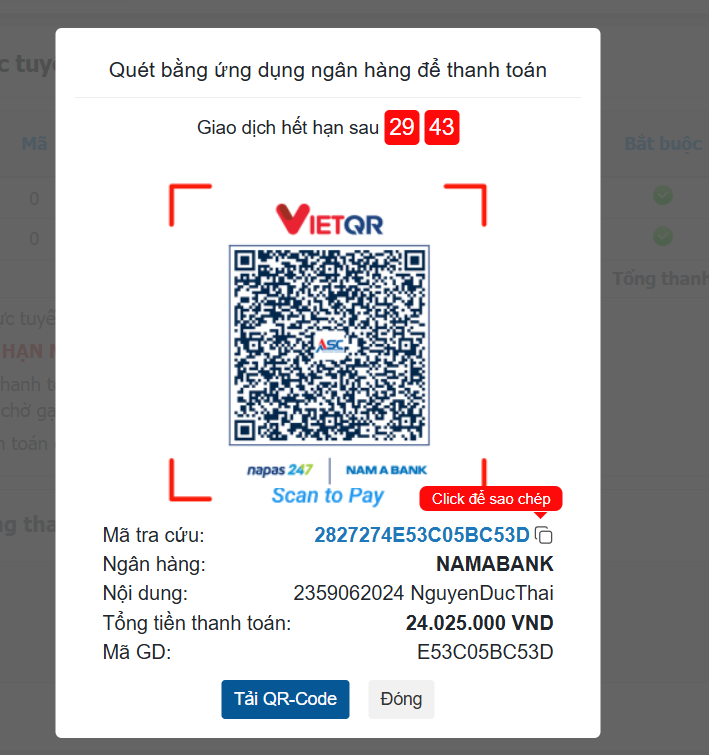 Quét bằng ứng dụng ngân hàng để thanh toán
Giao dịch hết hạn sau 29 43
c tuyế
Mã
Bắt buộc
0
0
Tổng thanh
VIETQR
ASC
ực tuyế
HẠN
hanh t
chờ gạ
n toán
napas 247 | NAM A BANK
Scan to Pay
Click để sao chép
ng tha
Mã tra cứu: 2827274E53C05BC53D
Ngân hàng: NAMABANK
Nội dung: 2359062024 NguyenDucThai
Tổng tiền thanh toán: 24.025.000 VND
Mã GD: E53C05BC53D
Tải QR-Code Đóng